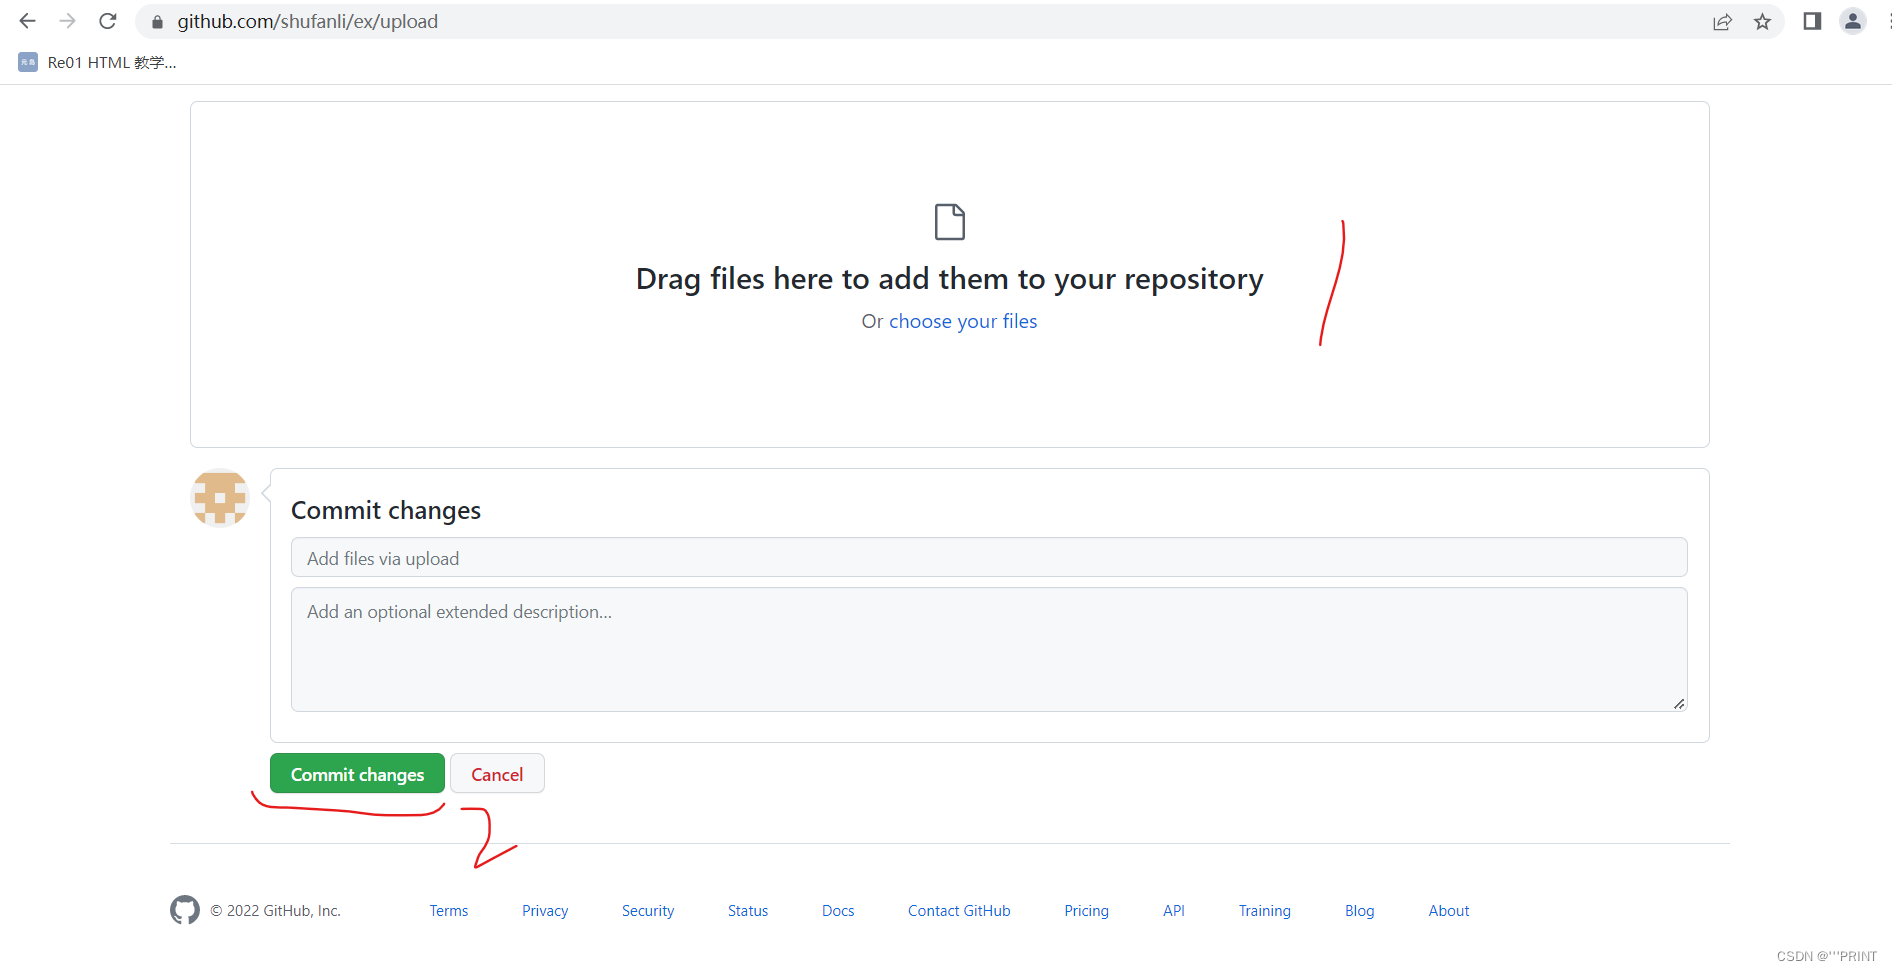 github.com/shufanli/ex/upload
Re01 HTML 教学...
Drag files here to add them to your repository
1
Or choose your files
Commit changes
Add files via upload
Add an optional extended description...
Commit changes Cancel
2
© 2022 GitHub, Inc. Terms Privacy Security Status Docs Contact GitHub Pricing API Training Blog About
CSDN @'''PRINT